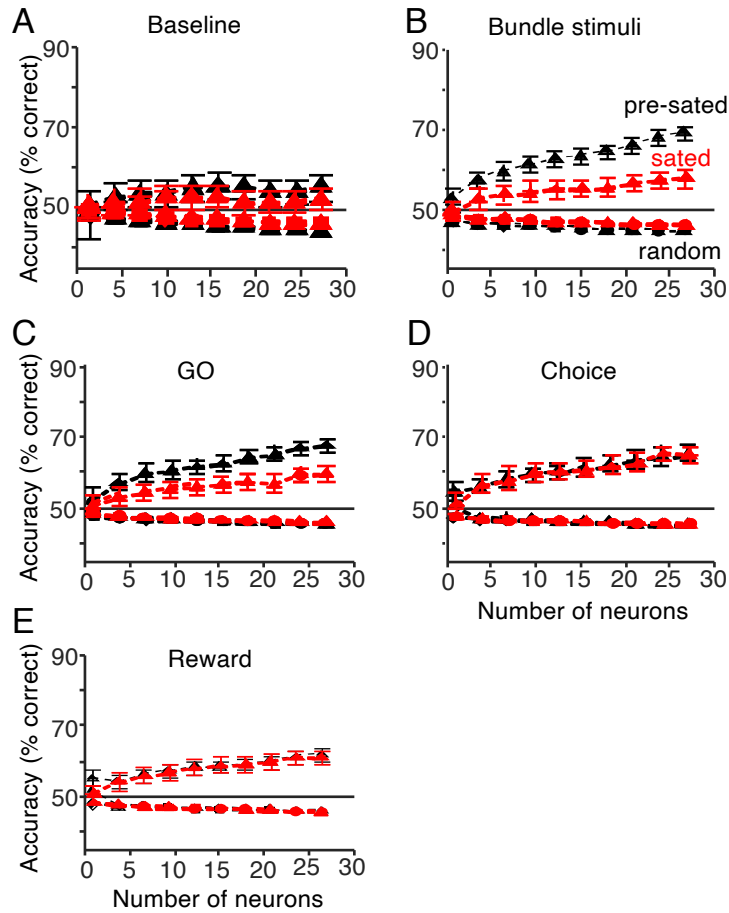 A
Baseline
Accuracy (% correct)
90
70
50
0 5 10 15 20 25 30
B
Bundle stimuli
90
70
50
pre-sated
sated
random
0 5 10 15 20 25 30
C
GO
Accuracy (% correct)
90
70
50
0 5 10 15 20 25 30
D
Choice
90
70
50
0 5 10 15 20 25 30
Number of neurons
E
Reward
Accuracy (% correct)
90
70
50
0 5 10 15 20 25 30
Number of neurons